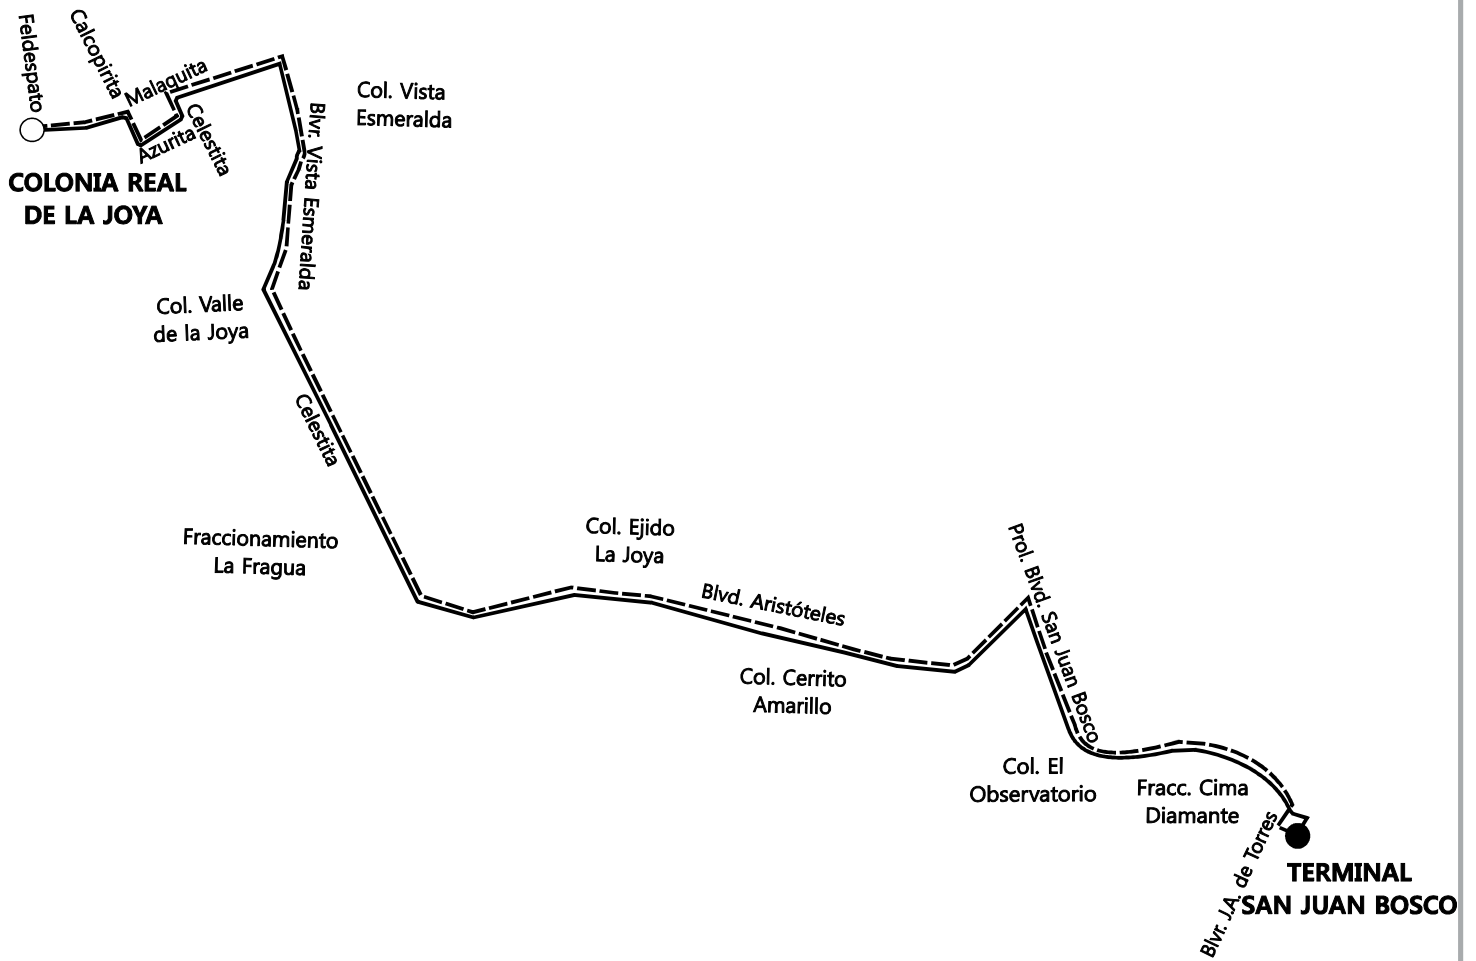 Feldespato
Calcopirita
Malaquita
Azurita
Celestita
COLONIA REAL
DE LA JOYA
Col. Vista
Esmeralda
Blvr. Vista Esmeralda
Col. Valle
de la Joya
Celestita
Fraccionamiento
La Fragua
Col. Ejido
La Joya
Blvd. Aristóteles
Col. Cerrito
Amarillo
Prol. Blvd. San Juan Bosco
Col. El
Observatorio
Fracc. Cima
Diamante
Blvr. J.A. de Torres
TERMINAL
SAN JUAN BOSCO